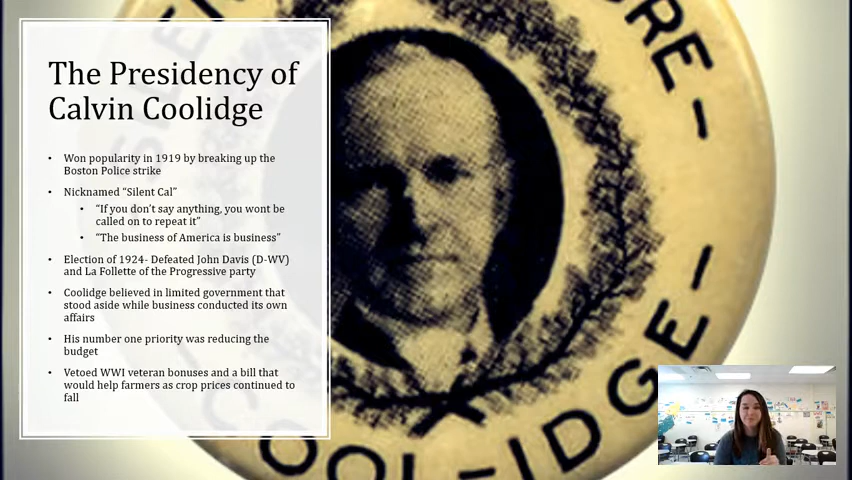 The Presidency of
Calvin Coolidge
• Won popularity in 1919 by breaking up the
Boston Police strike
• Nicknamed “Silent Cal”
• “If you don’t say anything, you wont be
called on to repeat it”
• “The business of America is business”
• Election of 1924- Defeated John Davis (D-WV)
and La Follette of the Progressive party
• Coolidge believed in limited government that
stood aside while business conducted its own
affairs
• His number one priority was reducing the
budget
• Vetoed WWI veteran bonuses and a bill that
would help farmers as crop prices continued to
fall
COOL-IDGE-